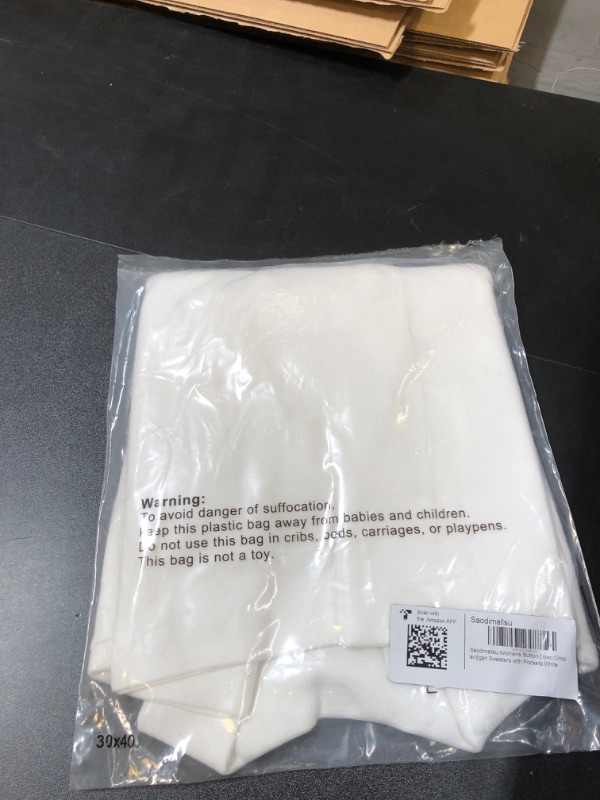 Warning:
To avoid danger of suffocation,
keep this plastic bag away from babies and children.
Do not use this bag in cribs, beds, carriages, or playpens.
This bag is not a toy.
Scan with
the Amazon APP
Saodimallsu
Saodimallsu Womens Button Down Crop
ardigan Sweaters with Pockets White
L
30x40